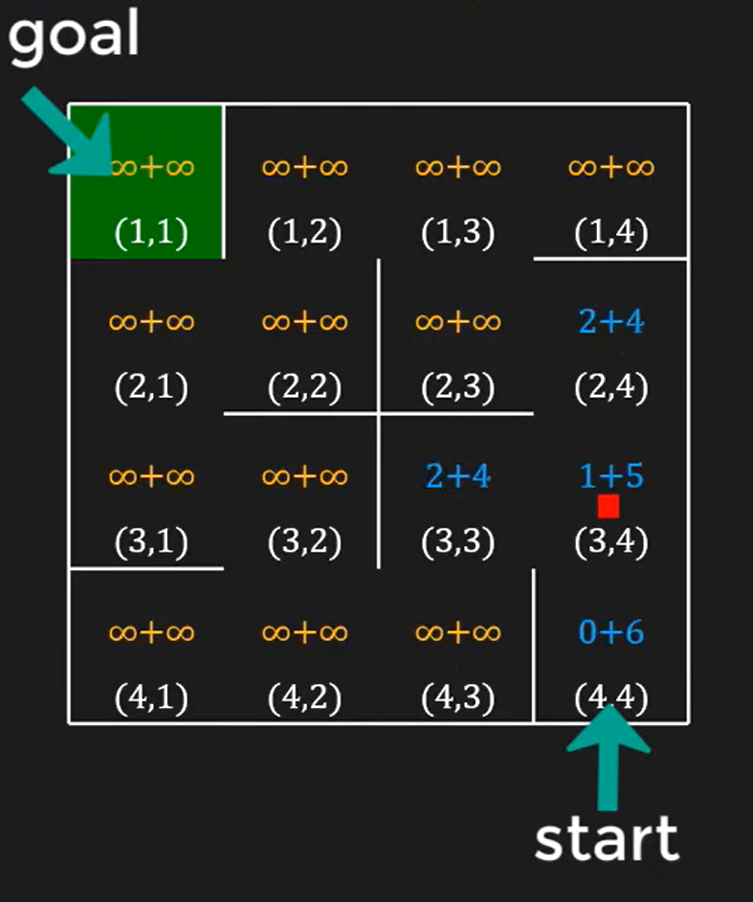 goal
∞+∞ ∞+∞ ∞+∞ ∞+∞
(1,1) (1,2) (1,3) (1,4)
∞+∞ ∞+∞ ∞+∞ 2+4
(2,1) (2,2) (2,3) (2,4)
∞+∞ ∞+∞ 2+4 1+5
(3,1) (3,2) (3,3) (3,4)
∞+∞ ∞+∞ ∞+∞ 0+6
(4,1) (4,2) (4,3) (4,4)
start